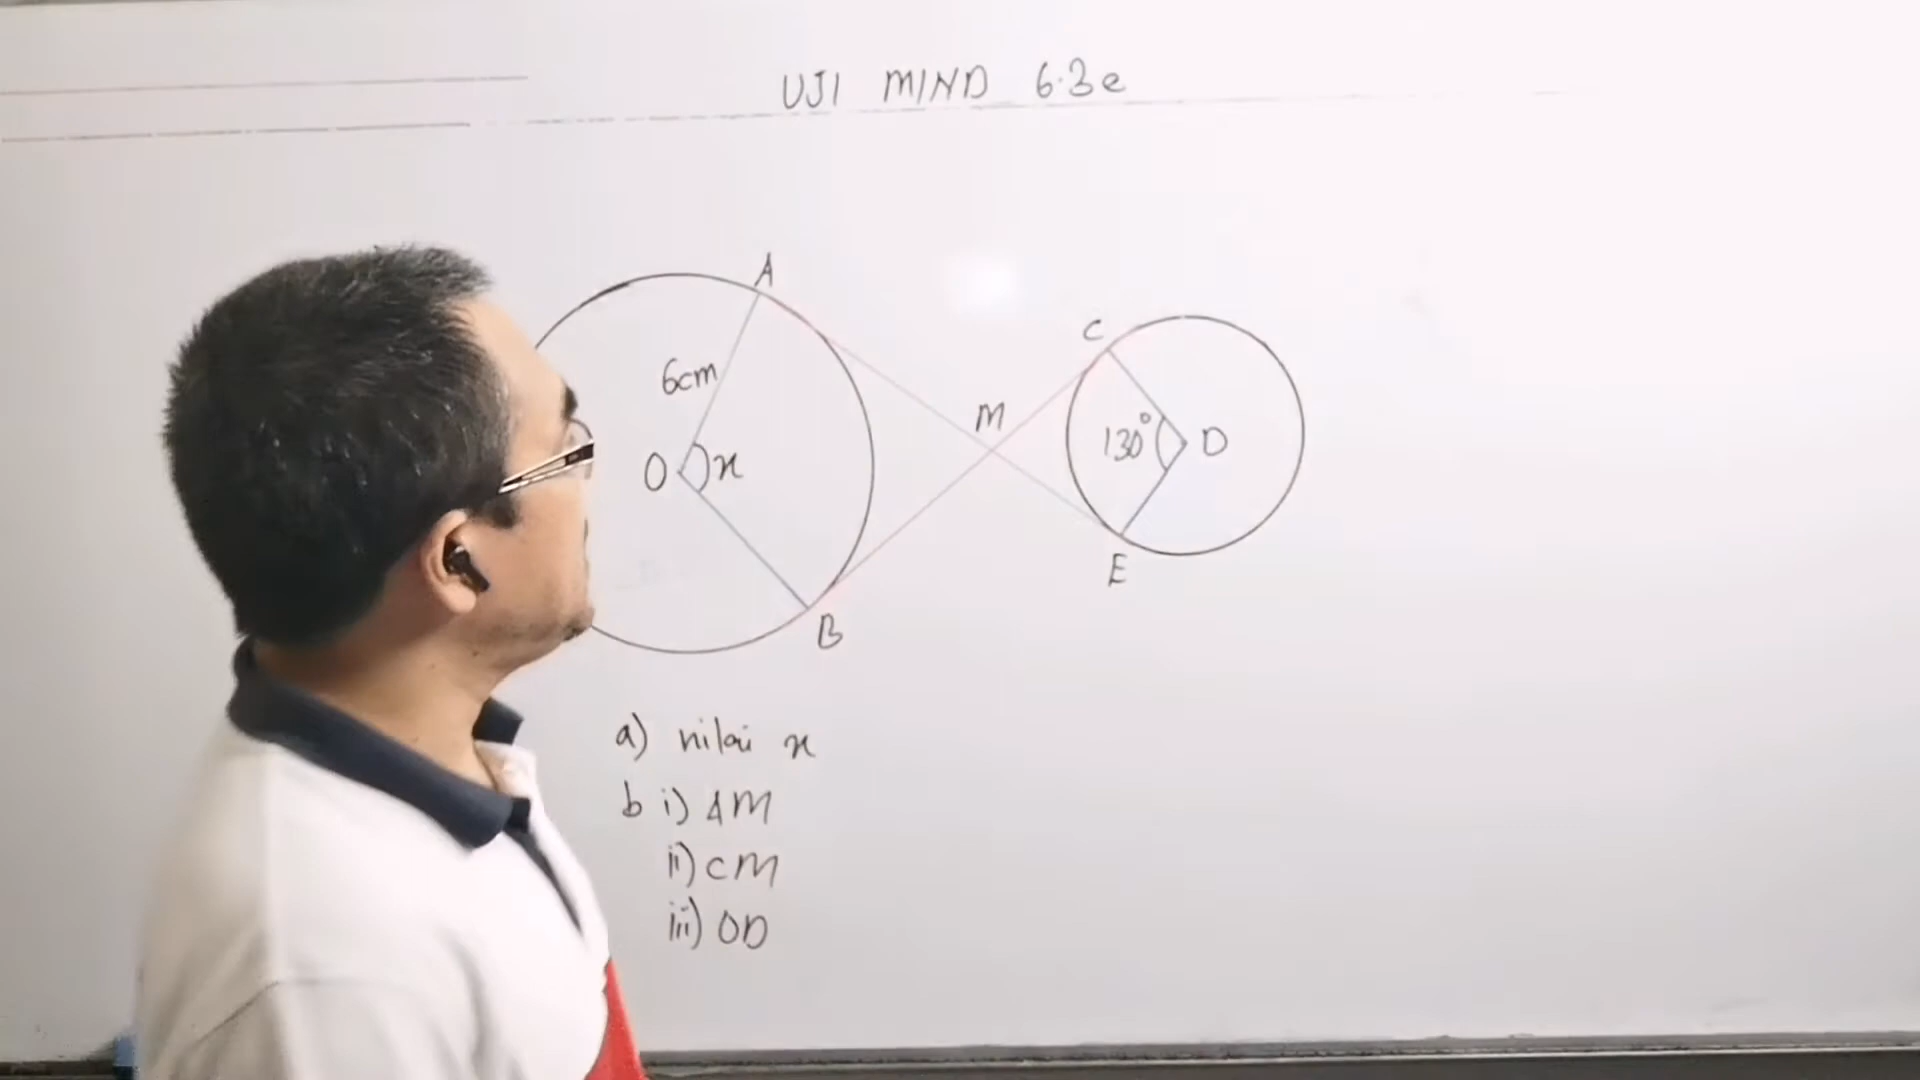 UJI MIND 6.3e
A
C
6cm
M
130°
D
O
x
E
B
a) nilai x
b i) AM
ii) CM
iii) OD